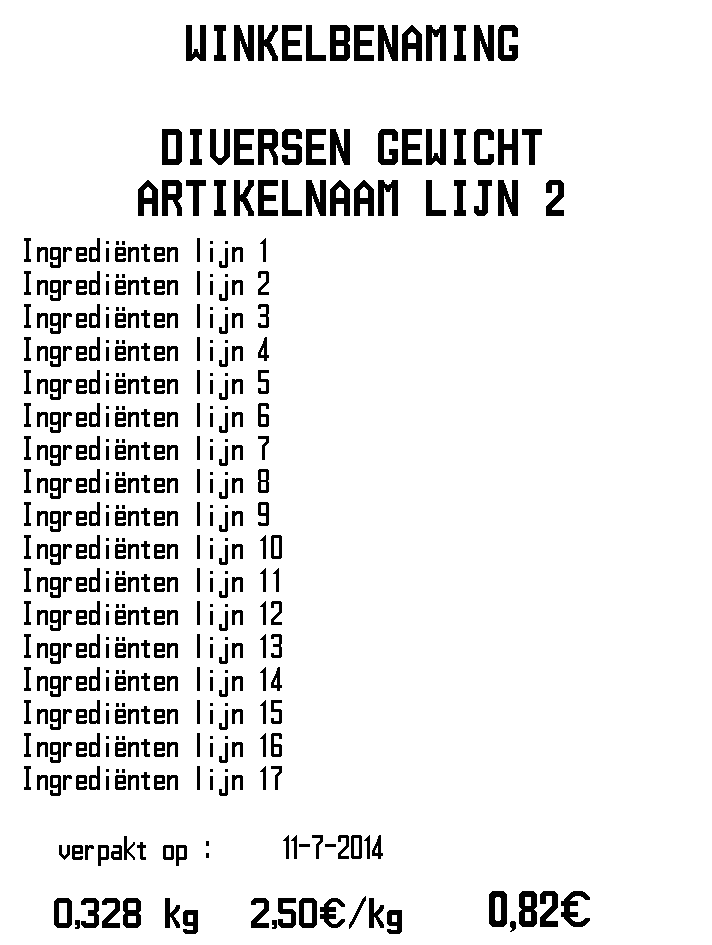 WINKELBENAMING
DIVERSEN GEWICHT
ARTIKELNAAM LIJN 2
Ingrediënten lijn 1
Ingrediënten lijn 2
Ingrediënten lijn 3
Ingrediënten lijn 4
Ingrediënten lijn 5
Ingrediënten lijn 6
Ingrediënten lijn 7
Ingrediënten lijn 8
Ingrediënten lijn 9
Ingrediënten lijn 10
Ingrediënten lijn 11
Ingrediënten lijn 12
Ingrediënten lijn 13
Ingrediënten lijn 14
Ingrediënten lijn 15
Ingrediënten lijn 16
Ingrediënten lijn 17
verpakt op : 11-7-2014
0,328 kg 2,50€/kg 0,82€